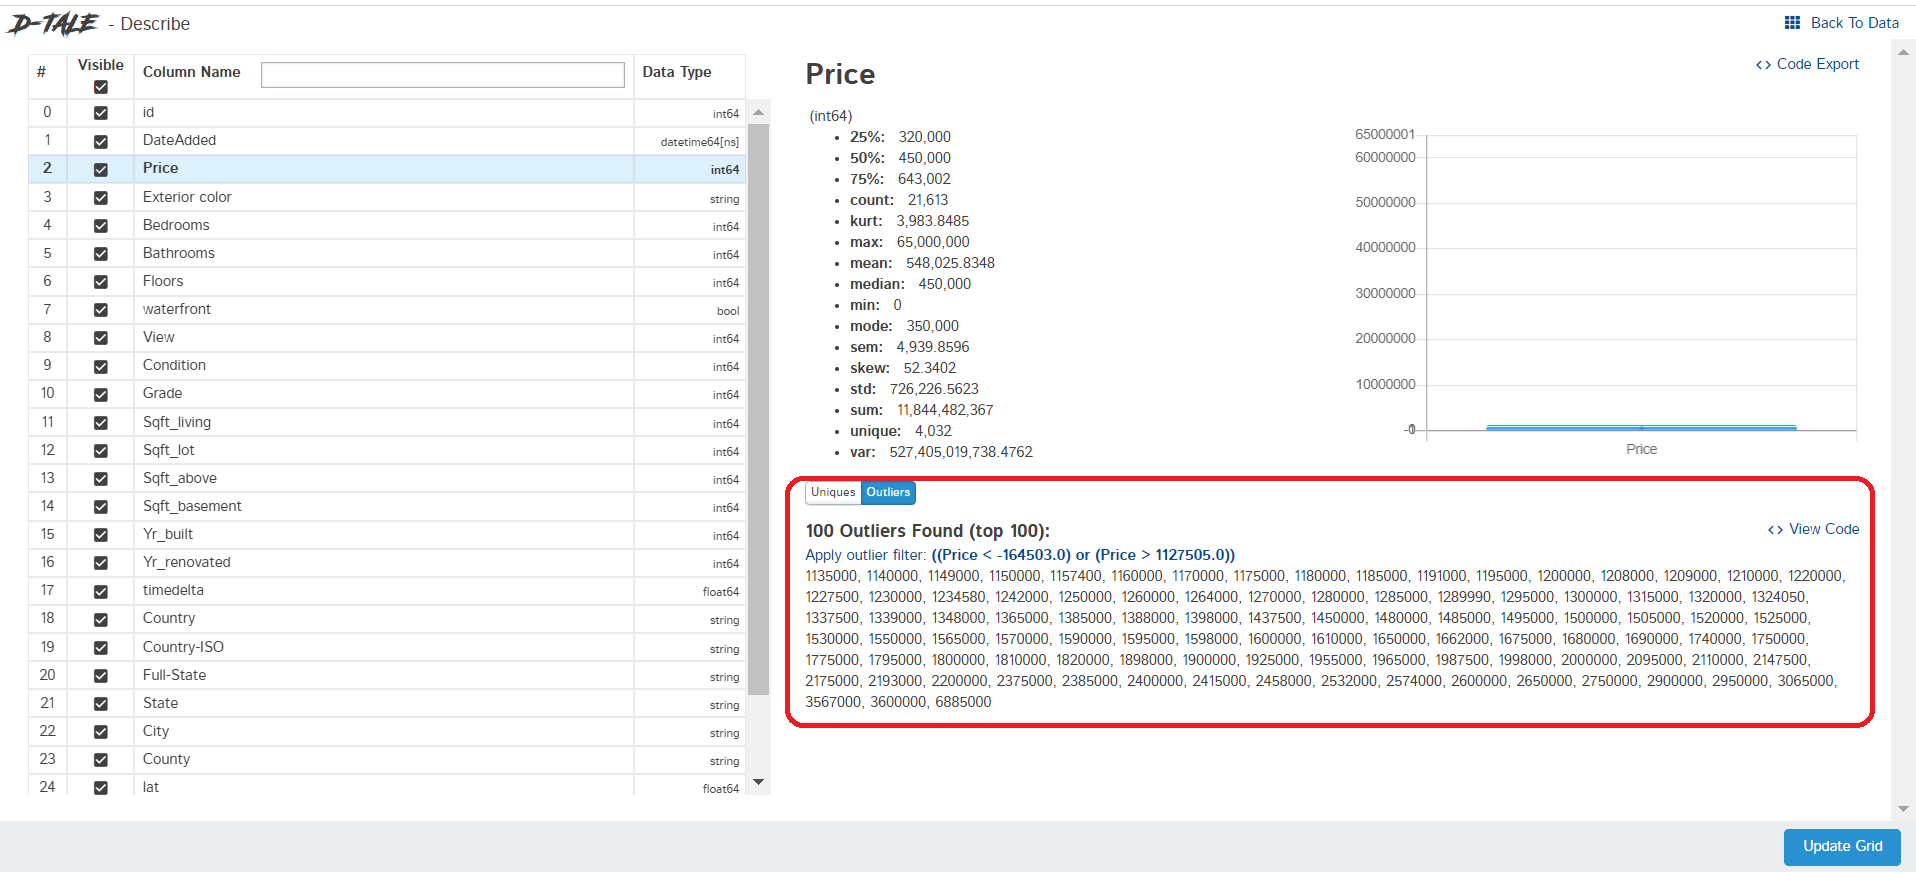 D-TALE - Describe
Back To Data
# Visible Column Name Data Type
0 id int64
1 DateAdded datetime64[ns]
2 Price int64
3 Exterior color string
4 Bedrooms int64
5 Bathrooms int64
6 Floors int64
7 waterfront bool
8 View int64
9 Condition int64
10 Grade int64
11 Sqft_living int64
12 Sqft_lot int64
13 Sqft_above int64
14 Sqft_basement int64
15 Yr_built int64
16 Yr_renovated int64
17 timedelta float64
18 Country string
19 Country-ISO string
20 Full-State string
21 State string
22 City string
23 County string
24 lat float64
Price
<> Code Export
(int64)
• 25%: 320,000
• 50%: 450,000
• 75%: 643,002
• count: 21,613
• kurt: 3,983.8485
• max: 65,000,000
• mean: 548,025.8348
• median: 450,000
• min: 0
• mode: 350,000
• sem: 4,939.8596
• skew: 52.3402
• std: 726,226.5623
• sum: 11,844,482,367
• unique: 4,032
• var: 527,405,019,738.4762
65000001
60000000
50000000
40000000
30000000
20000000
10000000
Price
Uniques Outliers
100 Outliers Found (top 100):
<> View Code
Apply outlier filter: ((Price < -164503.0) or (Price > 1127505.0))
1135000, 1140000, 1149000, 1150000, 1157400, 1160000, 1170000, 1175000, 1180000, 1185000, 1191000, 1195000, 1200000, 1208000, 1209000, 1210000, 1220000,
1227500, 1230000, 1234580, 1242000, 1250000, 1260000, 1264000, 1270000, 1280000, 1285000, 1289990, 1295000, 1300000, 1315000, 1320000, 1324050,
1337500, 1339000, 1348000, 1365000, 1385000, 1388000, 1398000, 1437500, 1450000, 1480000, 1485000, 1495000, 1500000, 1505000, 1520000, 1525000,
1530000, 1550000, 1565000, 1570000, 1590000, 1595000, 1598000, 1600000, 1610000, 1650000, 1662000, 1675000, 1680000, 1690000, 1740000, 1750000,
1775000, 1795000, 1800000, 1810000, 1820000, 1898000, 1900000, 1925000, 1955000, 1965000, 1987500, 1998000, 2000000, 2095000, 2110000, 2147500,
2175000, 2193000, 2200000, 2375000, 2385000, 2400000, 2415000, 2458000, 2532000, 2574000, 2600000, 2650000, 2750000, 2900000, 2950000, 3065000,
3567000, 3600000, 6885000
Update Grid